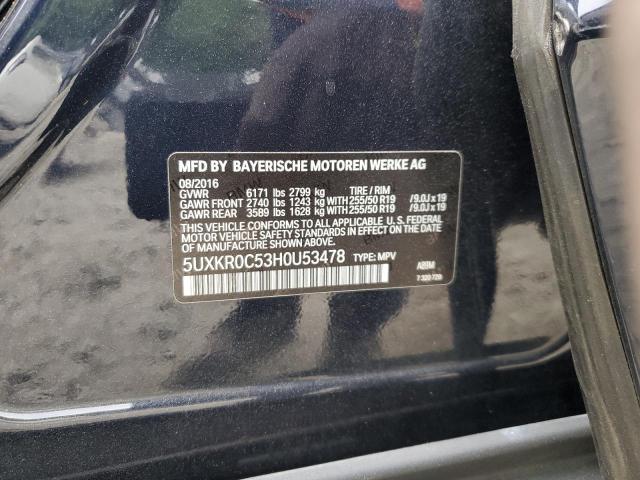 MFD BY BAYERISCHE MOTOREN WERKE AG
08/2016
GVWR 6171 lbs 2799 kg TIRE / RIM
GAWR FRONT 2740 lbs 1243 kg WITH 255/50 R19 /9.0J x 19
GAWR REAR 3589 lbs 1628 kg WITH 255/50 R19 /9.0J x 19
THIS VEHICLE CONFORMS TO ALL APPLICABLE U.S. FEDERAL
MOTOR VEHICLE SAFETY STANDARDS IN EFFECT ON THE DATE
OF MANUFACTURE SHOWN ABOVE.
5UXKR0C53H0U53478 TYPE: MPV
7 320 729